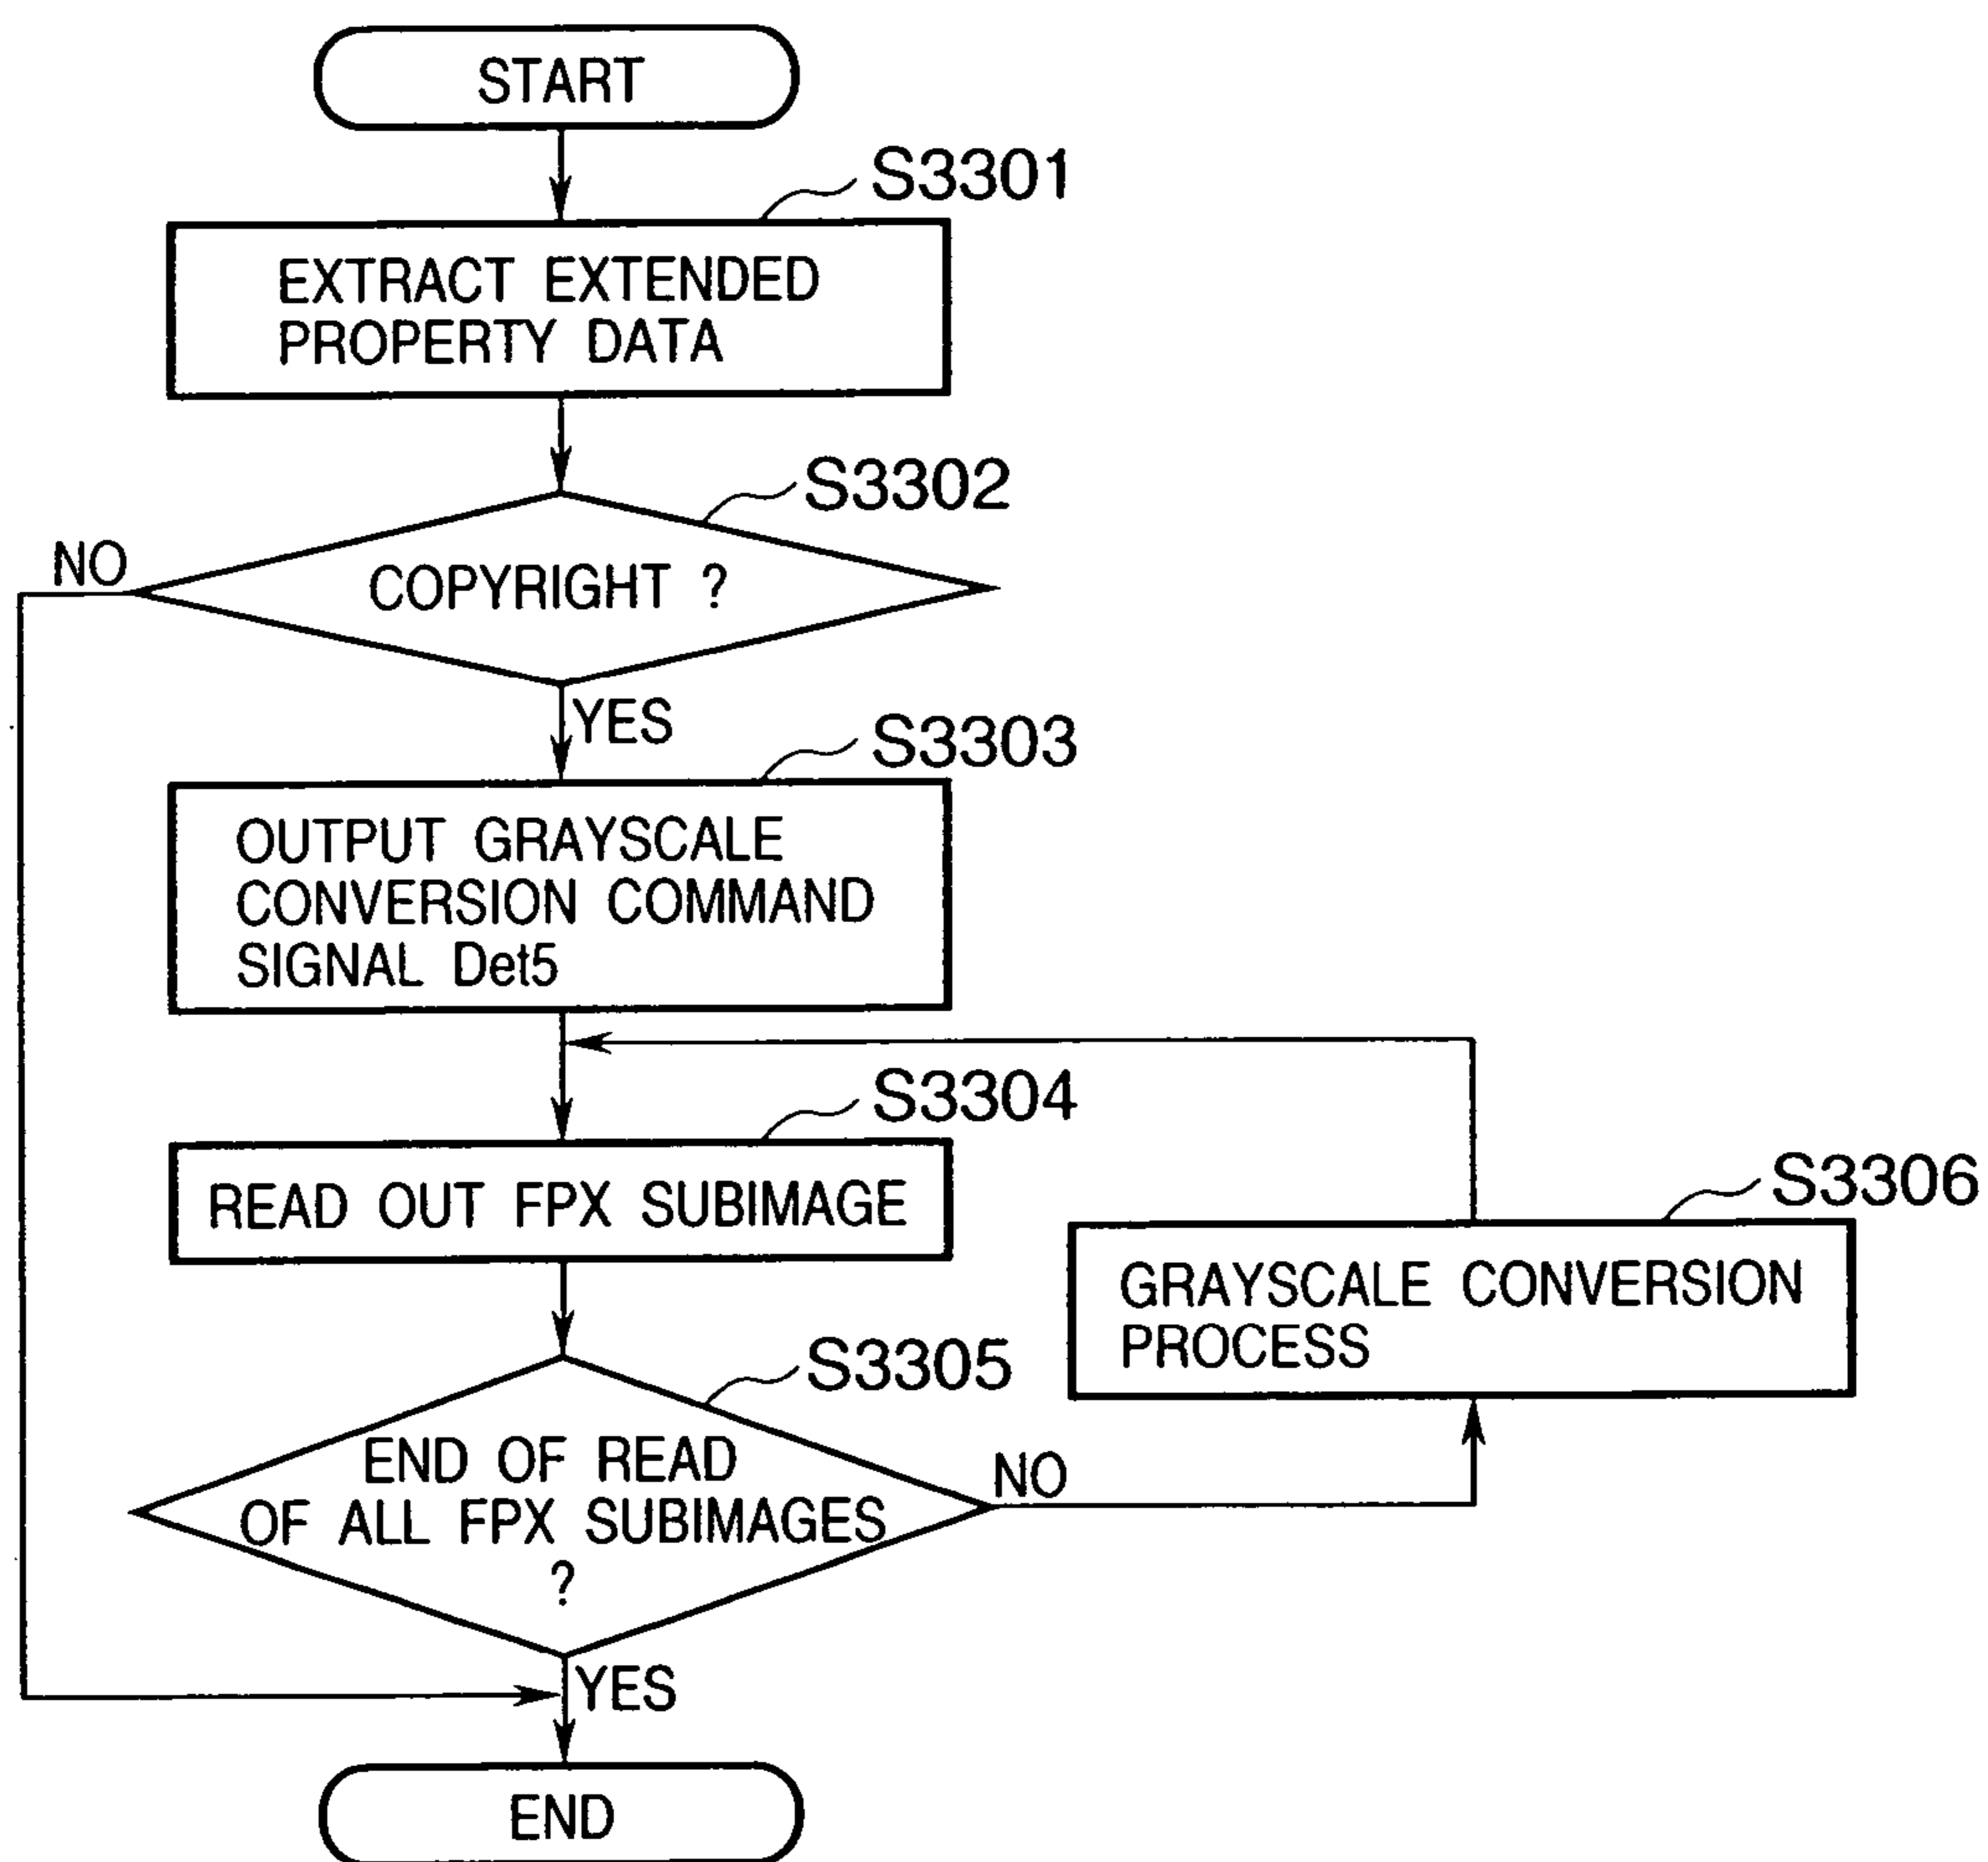 START
S3301
EXTRACT EXTENDED
PROPERTY DATA
S3302
NO
COPYRIGHT ?
YES
S3303
OUTPUT GRAYSCALE
CONVERSION COMMAND
SIGNAL Det5
S3304
READ OUT FPX SUBIMAGE
S3306
GRAYSCALE CONVERSION
PROCESS
S3305
END OF READ
OF ALL FPX SUBIMAGES
?
NO
YES
END